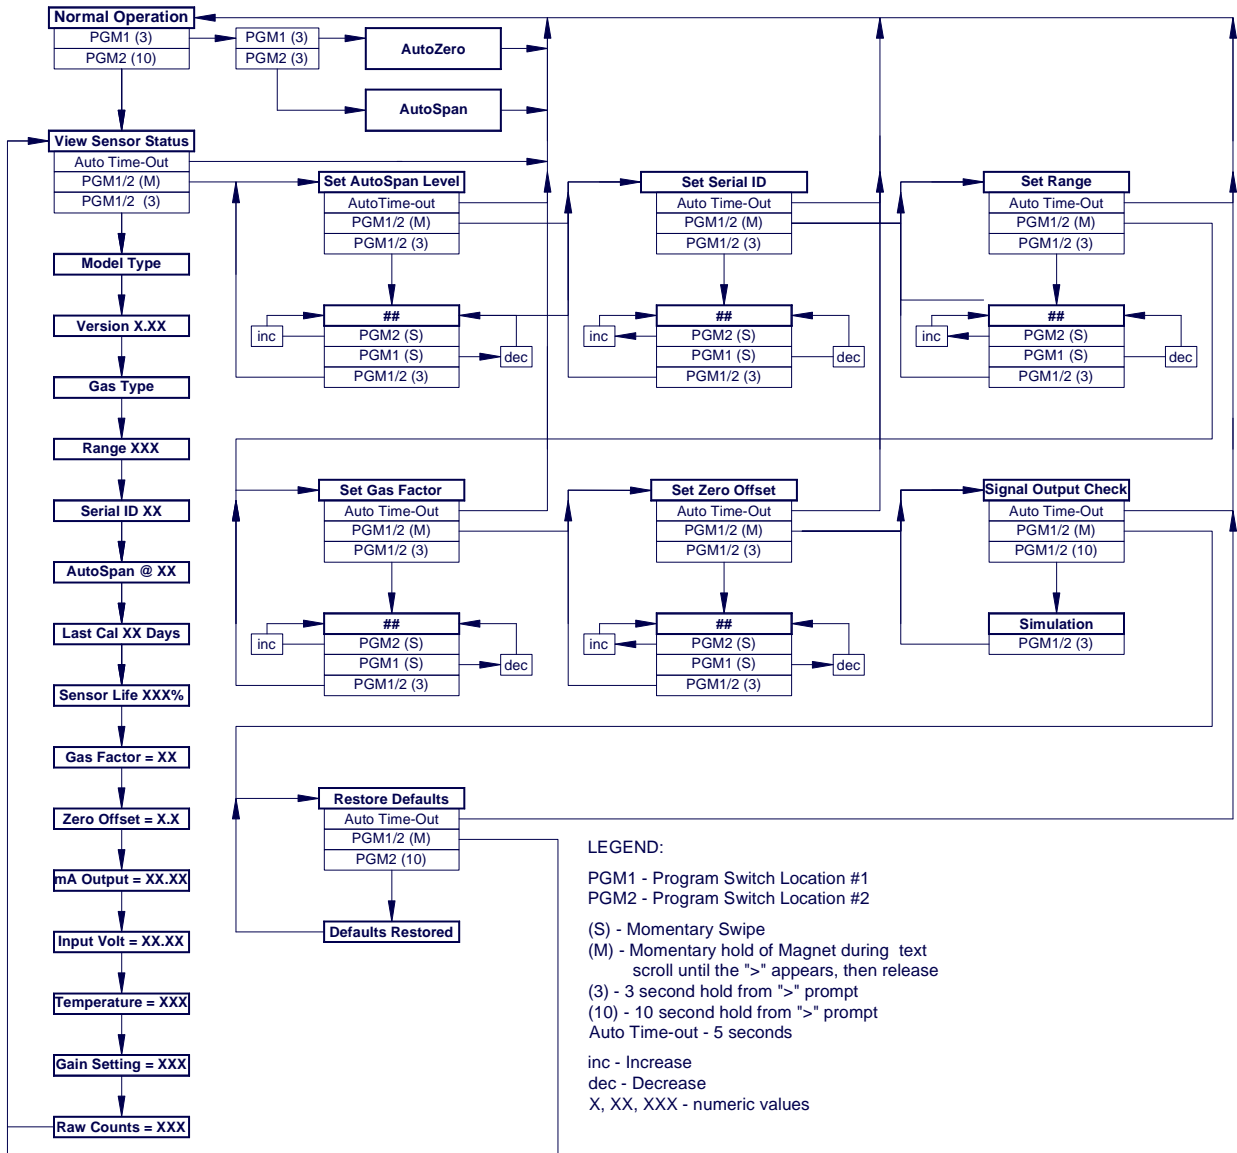 Normal Operation
PGM1 (3)
PGM2 (10)
PGM1 (3)
PGM2 (3)
AutoZero
AutoSpan
View Sensor Status
Auto Time-Out
PGM1/2 (M)
PGM1/2 (3)
Model Type
Version X.XX
Gas Type
Range XXX
Serial ID XX
AutoSpan @ XX
Last Cal XX Days
Sensor Life XXX%
Gas Factor = XX
Zero Offset = X.X
mA Output = XX.XX
Input Volt = XX.XX
Temperature = XXX
Gain Setting = XXX
Raw Counts = XXX
Set AutoSpan Level
AutoTime-out
PGM1/2 (M)
PGM1/2 (3)
##
inc
PGM2 (S)
PGM1 (S)
dec
PGM1/2 (3)
Set Serial ID
Auto Time-Out
PGM1/2 (M)
PGM1/2 (3)
##
inc
PGM2 (S)
PGM1 (S)
dec
PGM1/2 (3)
Set Range
Auto Time-Out
PGM1/2 (M)
PGM1/2 (3)
##
inc
PGM2 (S)
PGM1 (S)
dec
PGM1/2 (3)
Set Gas Factor
Auto Time-Out
PGM1/2 (M)
PGM1/2 (3)
##
inc
PGM2 (S)
PGM1 (S)
dec
PGM1/2 (3)
Set Zero Offset
Auto Time-Out
PGM1/2 (M)
PGM1/2 (3)
##
inc
PGM2 (S)
PGM1 (S)
dec
PGM1/2 (3)
Signal Output Check
Auto Time-Out
PGM1/2 (M)
PGM1/2 (10)
Simulation
PGM1/2 (3)
Restore Defaults
Auto Time-Out
PGM1/2 (M)
PGM2 (10)
Defaults Restored
LEGEND:
PGM1 - Program Switch Location #1
PGM2 - Program Switch Location #2
(S) - Momentary Swipe
(M) - Momentary hold of Magnet during text
scroll until the ">" appears, then release
(3) - 3 second hold from ">" prompt
(10) - 10 second hold from ">" prompt
Auto Time-out - 5 seconds
inc - Increase
dec - Decrease
X, XX, XXX - numeric values